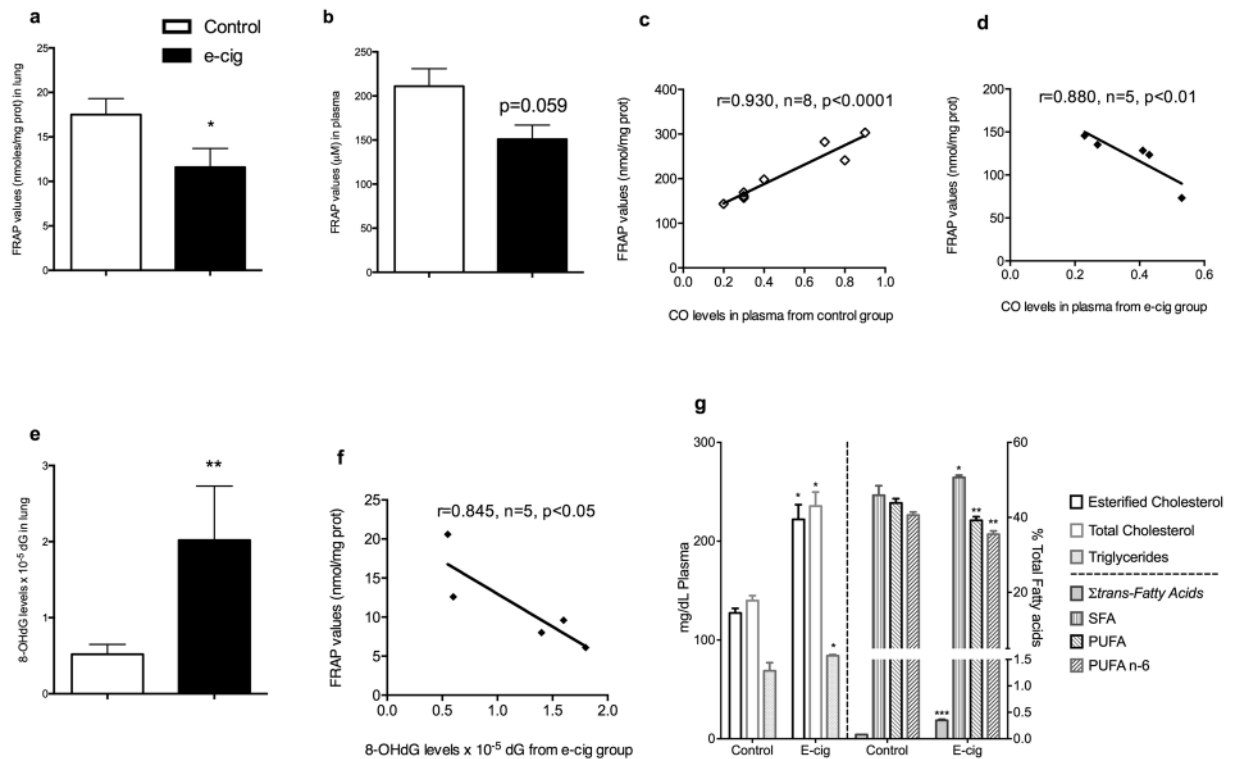 a
Control
e-cig
FRAP values (nmoles/mg prot) in lung
25
20
15
10
5
0
*
b
FRAP values (μM) in plasma
250
200
150
100
50
0
p=0.059
c
r=0.930, n=8, p<0.0001
FRAP values (nmol/mg prot)
400
300
200
100
0
0.0 0.2 0.4 0.6 0.8 1.0
CO levels in plasma from control group
d
r=0.880, n=5, p<0.01
FRAP values (nmol/mg prot)
200
150
100
50
0
0.0 0.2 0.4 0.6
CO levels in plasma from e-cig group
e
8-OHdG levels x 10⁻⁵ dG in lung
3
2
1
0
**
f
r=0.845, n=5, p<0.05
FRAP values (nmol/mg prot)
25
20
15
10
5
0
0.0 0.5 1.0 1.5 2.0
8-OHdG levels x 10⁻⁵ dG from e-cig group
g
mg/dL Plasma
300
200
100
0
* * * *** * ** **
60
40
20
1.5
1.0
0.5
0.0
% Total Fatty acids
Control E-cig Control E-cig
Esterified Cholesterol
Total Cholesterol
Triglycerides
Σtrans-Fatty Acids
SFA
PUFA
PUFA n-6